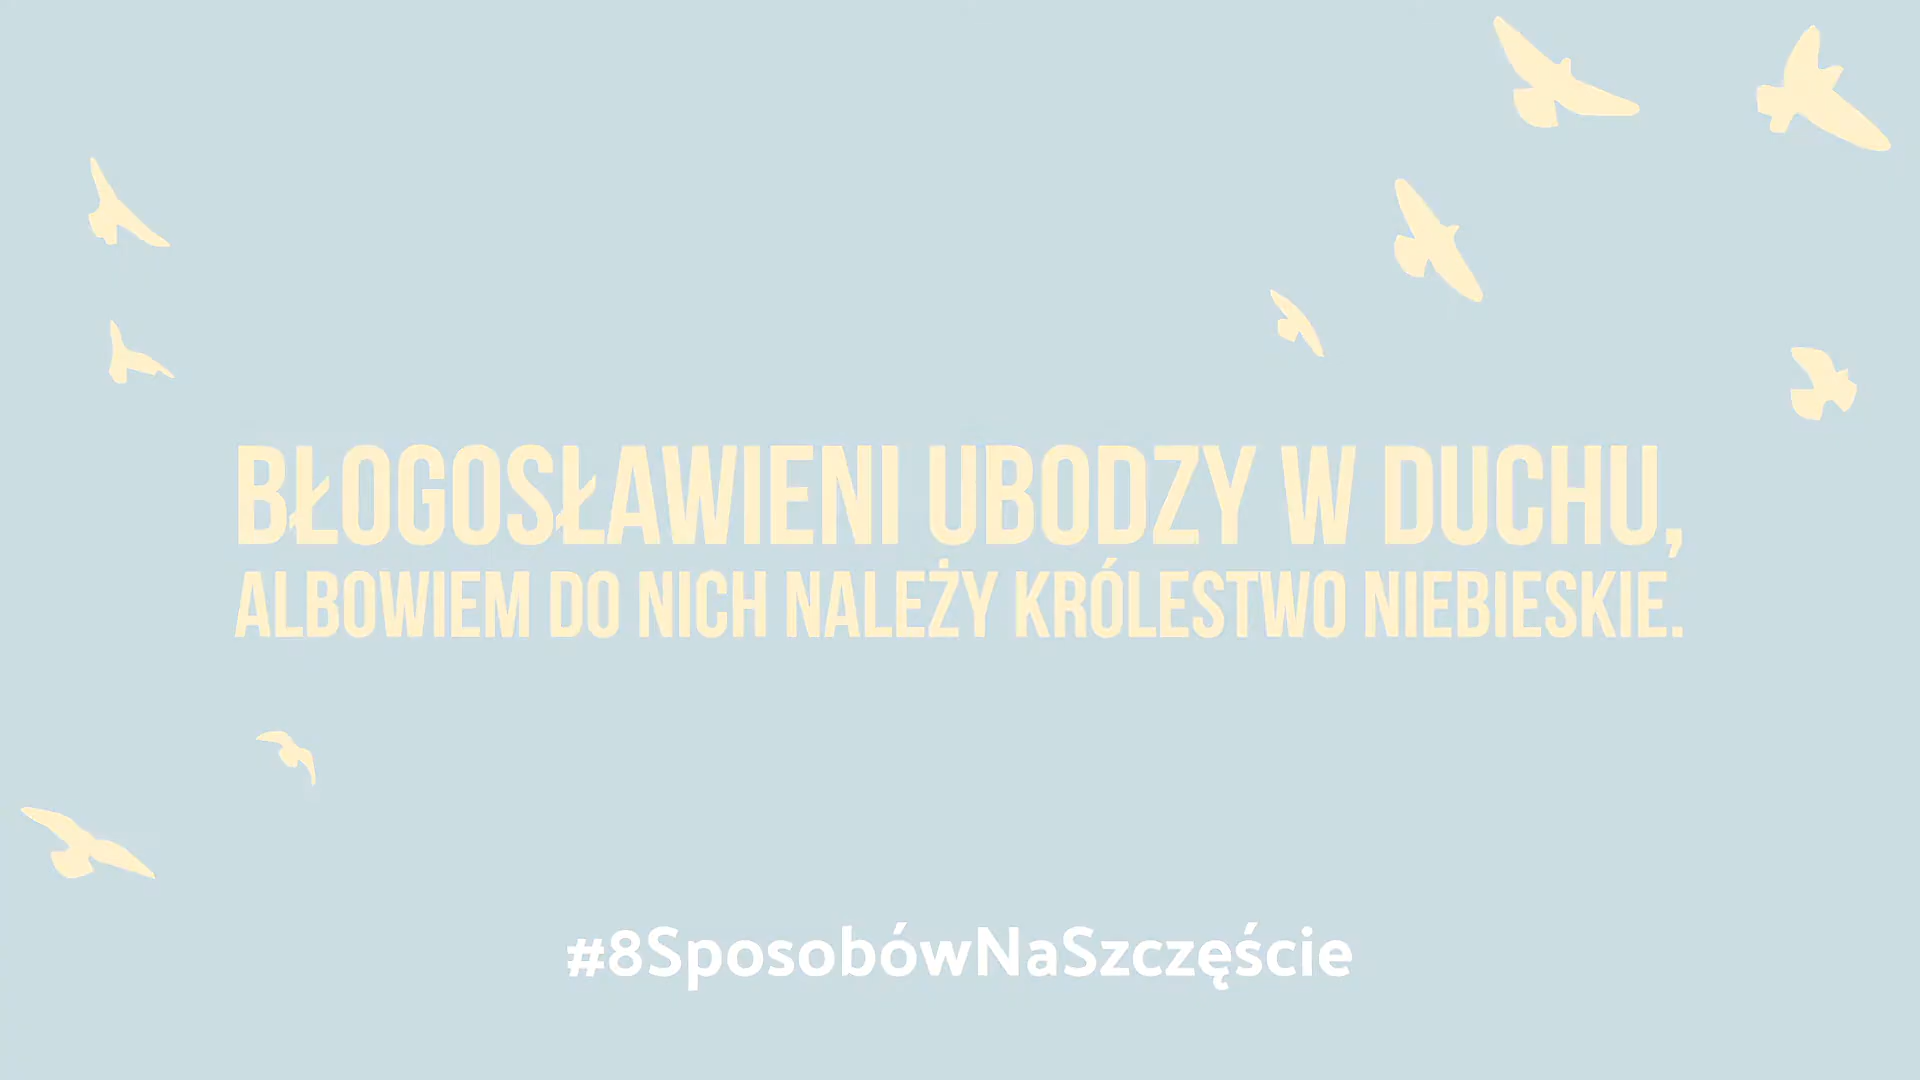 BŁOGOSŁAWIENI UBODZY W DUCHU,
ALBOWIEM DO NICH NALEŻY KRÓLESTWO NIEBIESKIE.
#8SposobówNaSzczęście